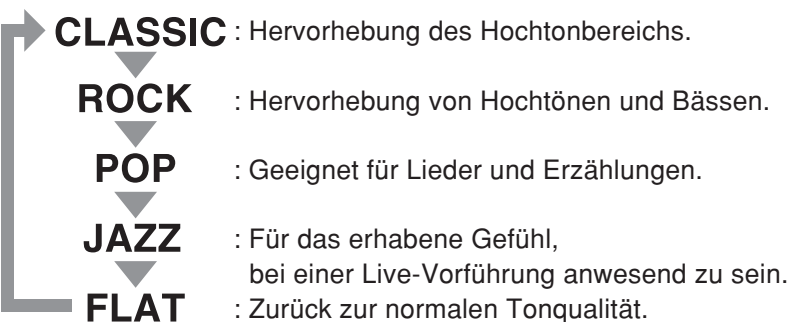 CLASSIC : Hervorhebung des Hochtonbereichs.
ROCK : Hervorhebung von Hochtönen und Bässen.
POP : Geeignet für Lieder und Erzählungen.
JAZZ : Für das erhabene Gefühl,
bei einer Live-Vorführung anwesend zu sein.
FLAT : Zurück zur normalen Tonqualität.